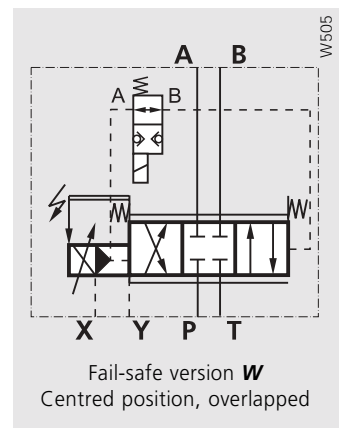 W505
A B
A B
X Y P T
Fail-safe version W
Centred position, overlapped